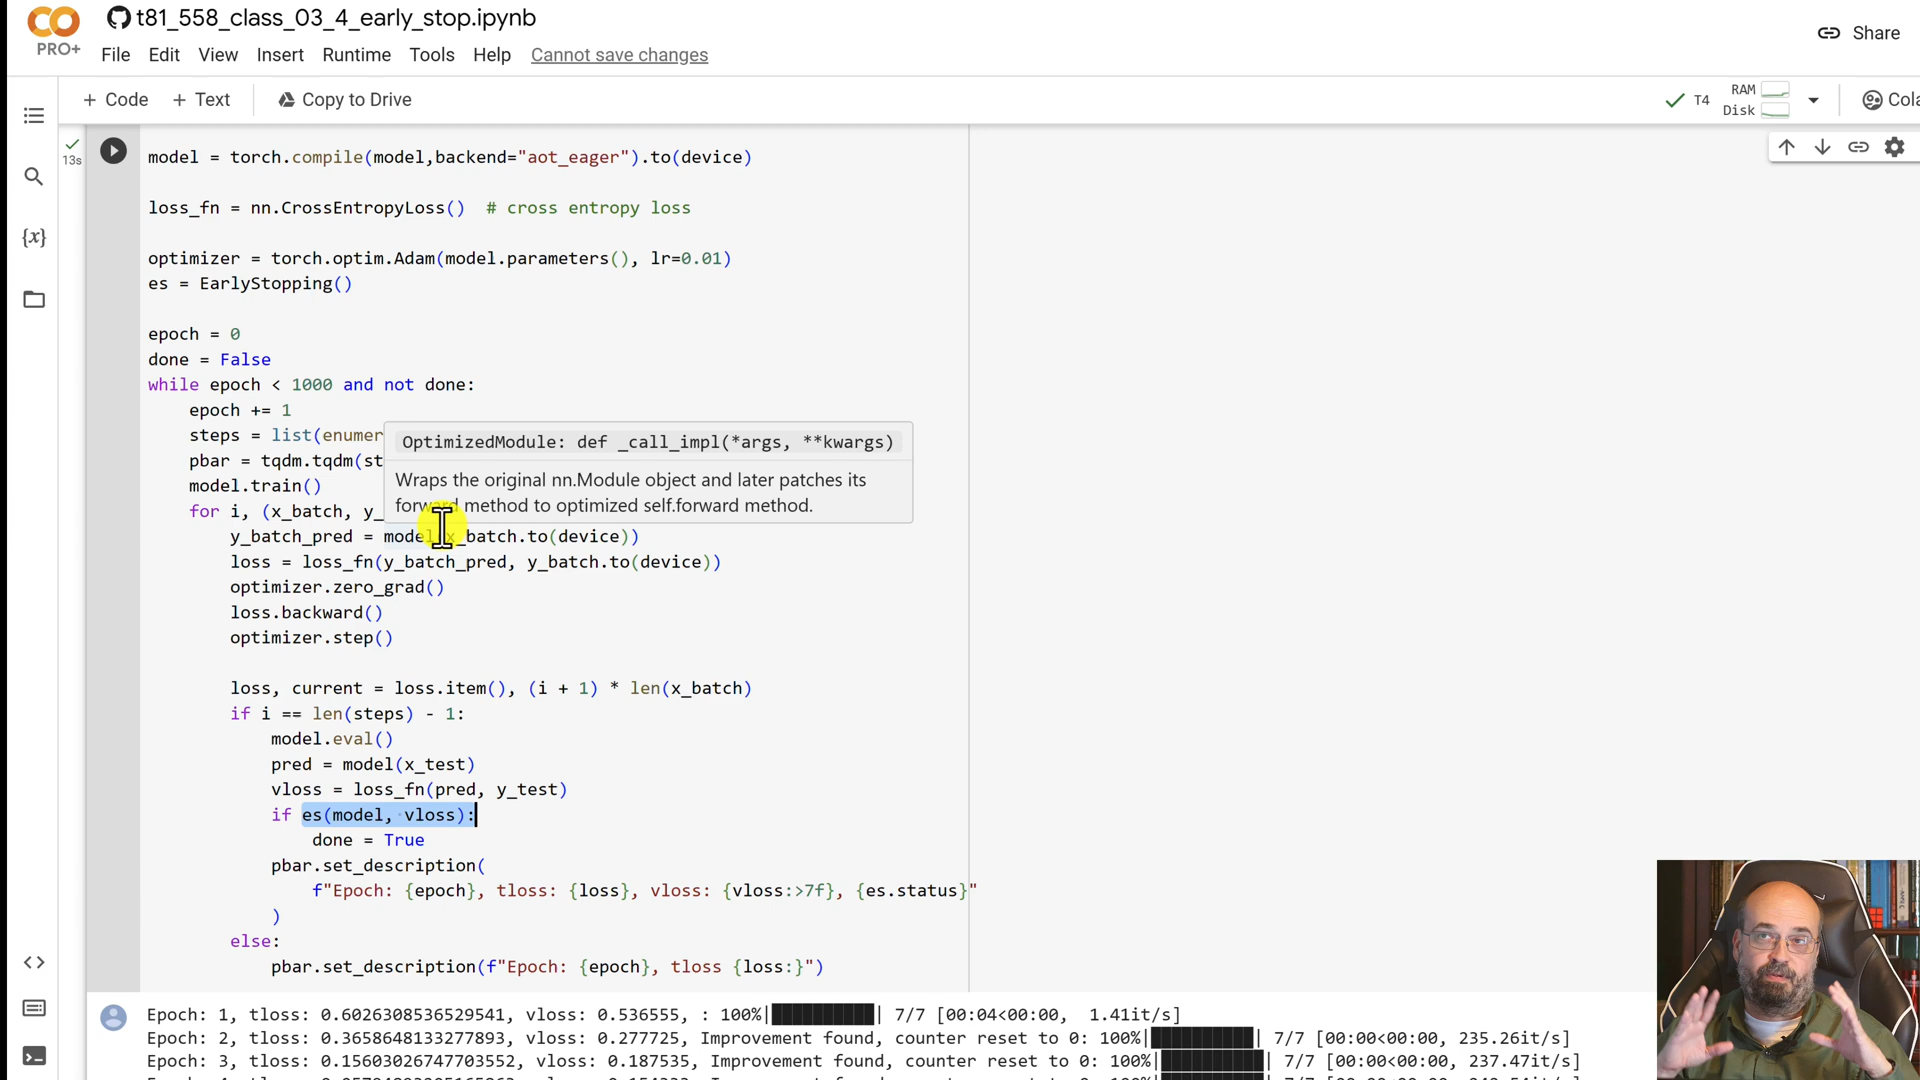 t81_558_class_03_4_early_stop.ipynb
PRO+
File Edit View Insert Runtime Tools Help Cannot save changes
Share
+ Code + Text Copy to Drive
T4
RAM
Disk
13s
model = torch.compile(model,backend="aot_eager").to(device)
loss_fn = nn.CrossEntropyLoss()  # cross entropy loss
optimizer = torch.optim.Adam(model.parameters(), lr=0.01)
es = EarlyStopping()
epoch = 0
done = False
while epoch < 1000 and not done:
epoch += 1
steps = list(enumer
OptimizedModule: def _call_impl(*args, **kwargs)
pbar = tqdm.tqdm(st
Wraps the original nn.Module object and later patches its
model.train()
forward method to optimized self.forward method.
for i, (x_batch, y_
y_batch_pred = model(x_batch.to(device))
loss = loss_fn(y_batch_pred, y_batch.to(device))
optimizer.zero_grad()
loss.backward()
optimizer.step()
loss, current = loss.item(), (i + 1) * len(x_batch)
if i == len(steps) - 1:
model.eval()
pred = model(x_test)
vloss = loss_fn(pred, y_test)
if es(model, vloss):
done = True
pbar.set_description(
f"Epoch: {epoch}, tloss: {loss}, vloss: {vloss:>7f}, {es.status}"
)
else:
pbar.set_description(f"Epoch: {epoch}, tloss {loss:}")
Epoch: 1, tloss: 0.6026308536529541, vloss: 0.536555, : 100%|██████████| 7/7 [00:04<00:00,  1.41it/s]
Epoch: 2, tloss: 0.3658648133277893, vloss: 0.277725, Improvement found, counter reset to 0: 100%|██████████| 7/7 [00:00<00:00, 235.26it/s]
Epoch: 3, tloss: 0.15603026747703552, vloss: 0.187535, Improvement found, counter reset to 0: 100%|██████████| 7/7 [00:00<00:00, 237.47it/s]